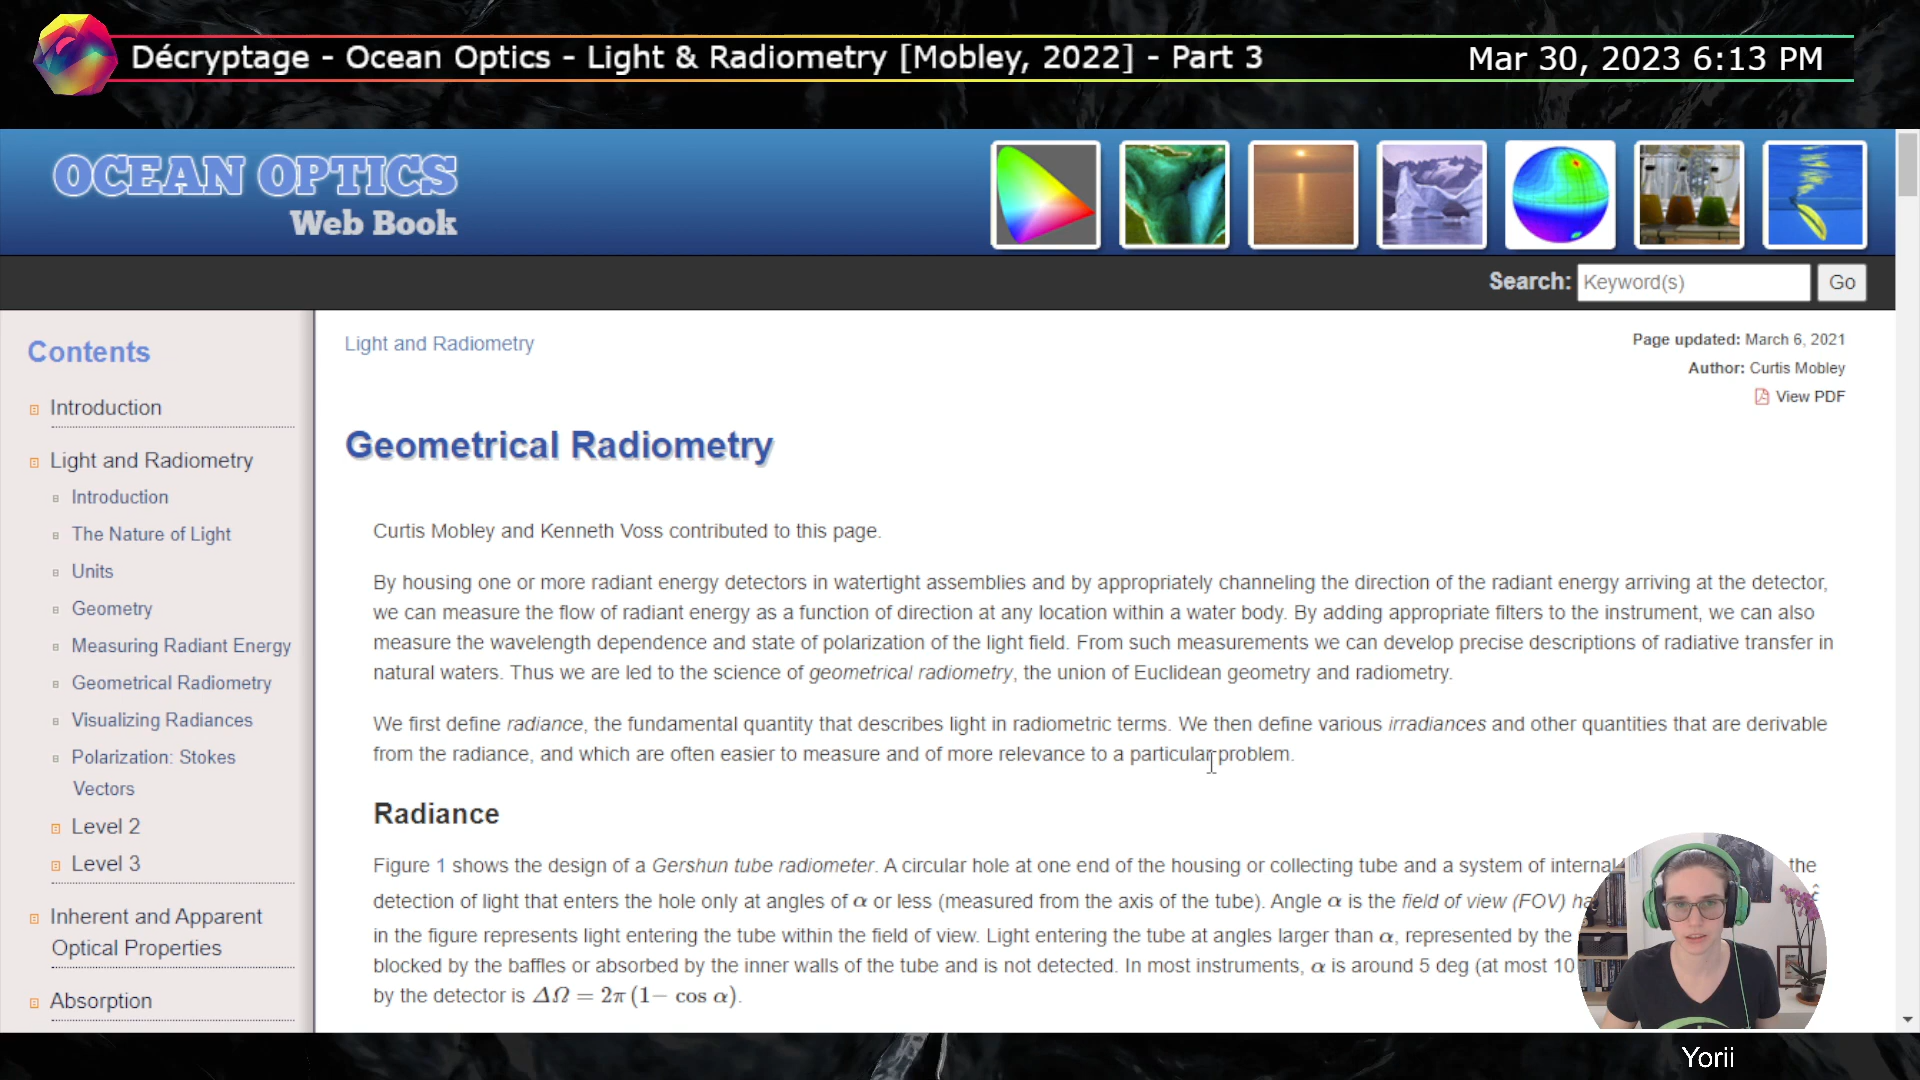 Décryptage - Ocean Optics - Light & Radiometry [Mobley, 2022] - Part 3
Mar 30, 2023 6:13 PM
OCEAN OPTICS
Web Book
Search:
Keyword(s)
Go
Contents
Introduction
Light and Radiometry
Introduction
The Nature of Light
Units
Geometry
Measuring Radiant Energy
Geometrical Radiometry
Visualizing Radiances
Polarization: Stokes
Vectors
Level 2
Level 3
Inherent and Apparent
Optical Properties
Absorption
Light and Radiometry
Page updated: March 6, 2021
Author: Curtis Mobley
View PDF
Geometrical Radiometry
Curtis Mobley and Kenneth Voss contributed to this page.
By housing one or more radiant energy detectors in watertight assemblies and by appropriately channeling the direction of the radiant energy arriving at the detector,
we can measure the flow of radiant energy as a function of direction at any location within a water body. By adding appropriate filters to the instrument, we can also
measure the wavelength dependence and state of polarization of the light field. From such measurements we can develop precise descriptions of radiative transfer in
natural waters. Thus we are led to the science of geometrical radiometry, the union of Euclidean geometry and radiometry.
We first define radiance, the fundamental quantity that describes light in radiometric terms. We then define various irradiances and other quantities that are derivable
from the radiance, and which are often easier to measure and of more relevance to a particular problem.
Radiance
Figure 1 shows the design of a Gershun tube radiometer. A circular hole at one end of the housing or collecting tube and a system of internal the
detection of light that enters the hole only at angles of α or less (measured from the axis of the tube). Angle α is the field of view (FOV)
in the figure represents light entering the tube within the field of view. Light entering the tube at angles larger than α, represented by the
blocked by the baffles or absorbed by the inner walls of the tube and is not detected. In most instruments, α is around 5 deg (at most 10
by the detector is ΔΩ = 2π (1− cos α).
Yorii